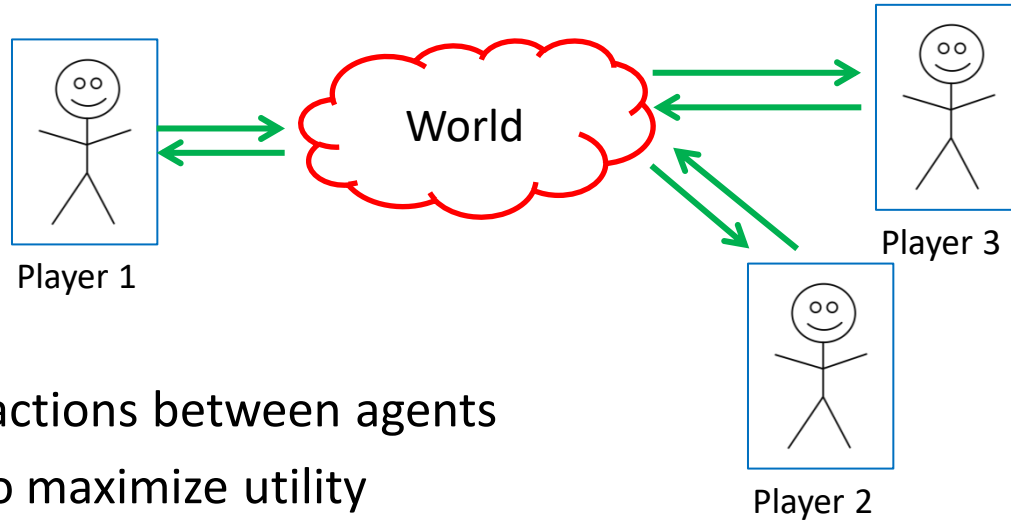 World
Player 3
Player 1
actions between agents
maximize utility
Player 2